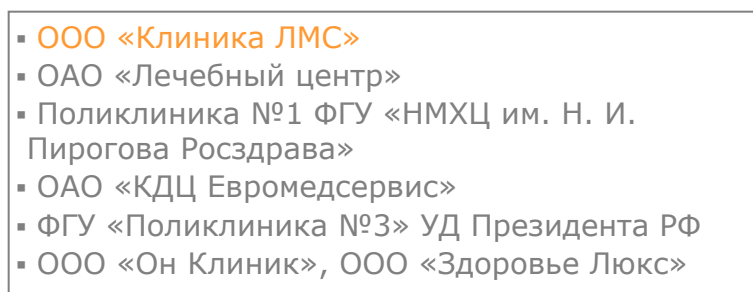 ▪ ООО «Клиника ЛМС»
▪ ОАО «Лечебный центр»
▪ Поликлиника №1 ФГУ «НМХЦ им. Н. И.
Пирогова Росздрава»
▪ ОАО «КДЦ Евромедсервис»
▪ ФГУ «Поликлиника №3» УД Президента РФ
▪ ООО «Он Клиник», ООО «Здоровье Люкс»